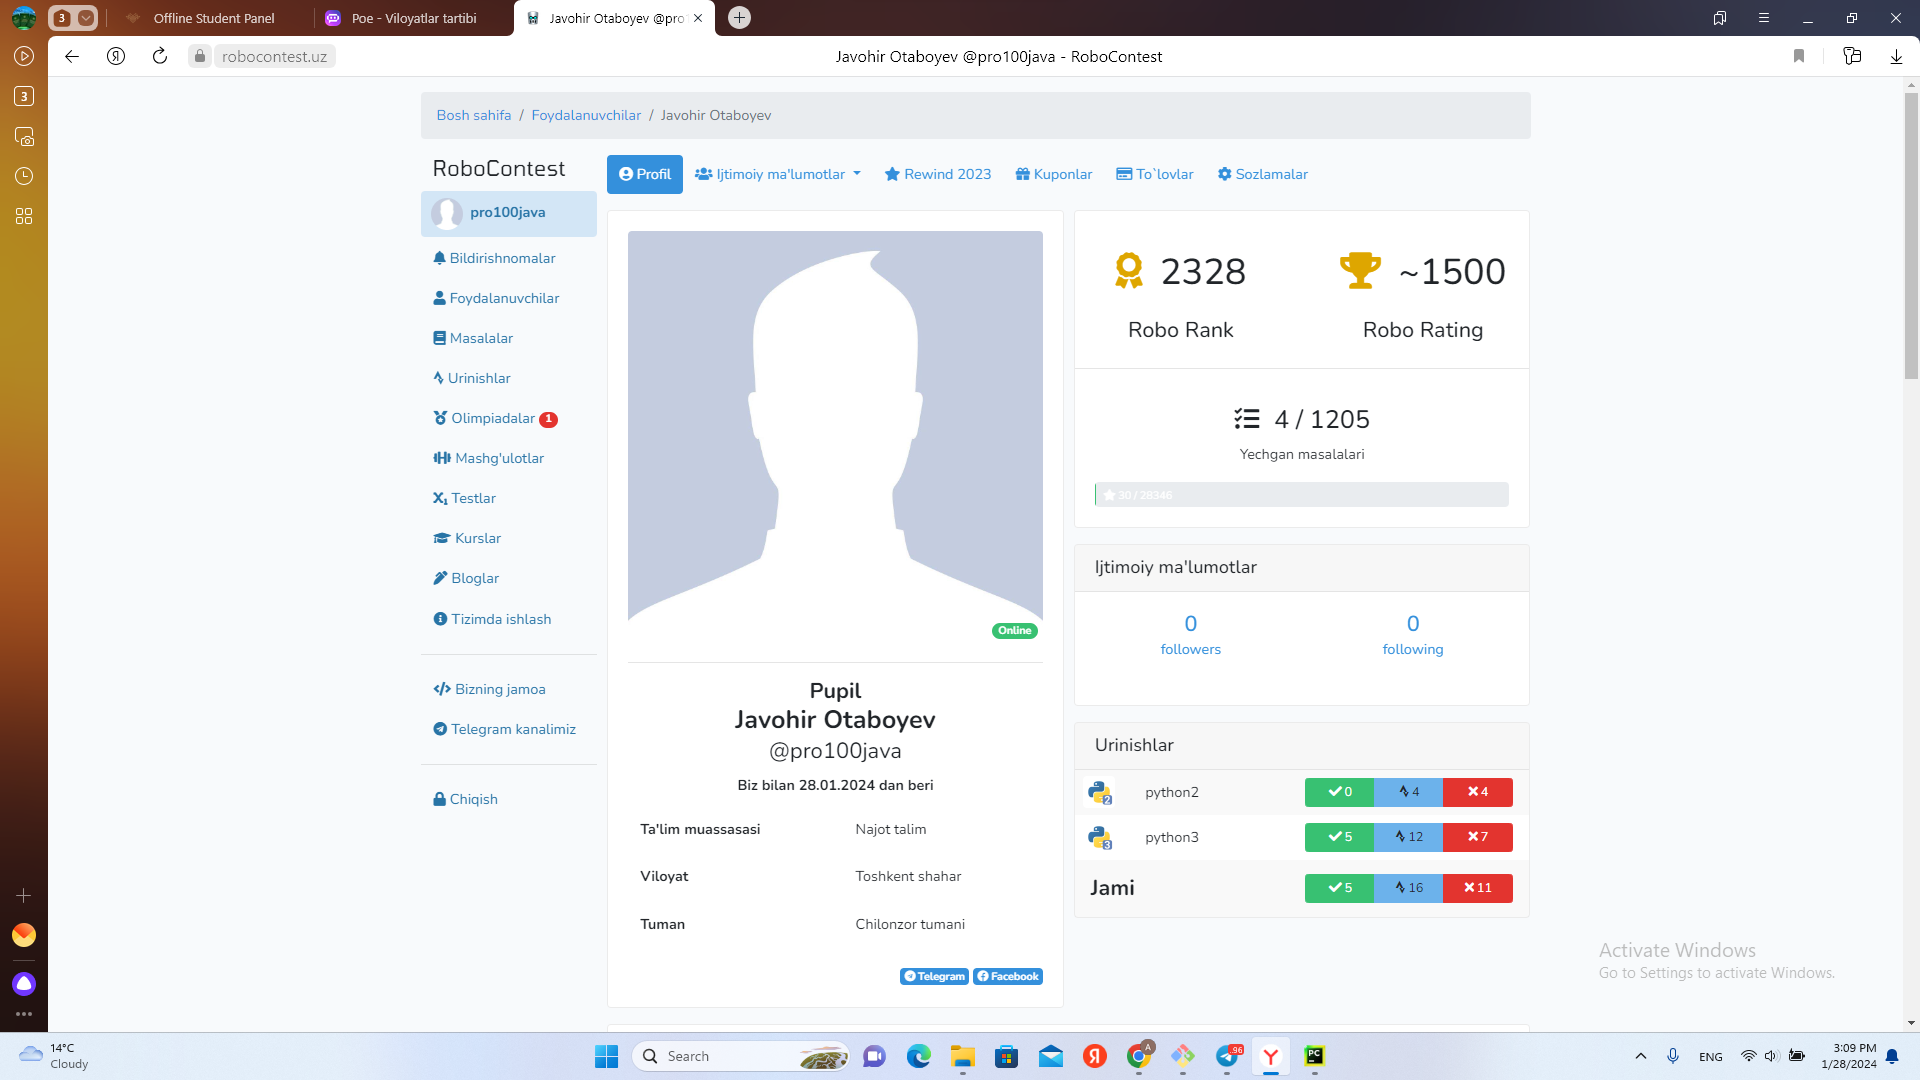 3
Offline Student Panel
Poe - Viloyatlar tartibi
Javohir Otaboyev @pro
robocontest.uz
Javohir Otaboyev @pro100java - RoboContest
3
Bosh sahifa / Foydalanuvchilar / Javohir Otaboyev
RoboContest
pro100java
Bildirishnomalar
Foydalanuvchilar
Masalalar
Urinishlar
Olimpiadalar 1
Mashg'ulotlar
Testlar
Kurslar
Bloglar
Tizimda ishlash
Bizning jamoa
Telegram kanalimiz
Chiqish
Profil
Ijtimoiy ma'lumotlar
Rewind 2023
Kuponlar
To`lovlar
Sozlamalar
Online
Pupil
Javohir Otaboyev
@pro100java
Biz bilan 28.01.2024 dan beri
Ta'lim muassasasi Najot talim
Viloyat Toshkent shahar
Tuman Chilonzor tumani
Telegram Facebook
2328
Robo Rank
~1500
Robo Rating
4 / 1205
Yechgan masalalari
30 / 28346
Ijtimoiy ma'lumotlar
0
followers
0
following
Urinishlar
python2 0 4 4
python3 5 12 7
Jami 5 16 11
Activate Windows
Go to Settings to activate Windows.
14°C
Cloudy
Search
A
96
PC
ENG
3:09 PM
1/28/2024